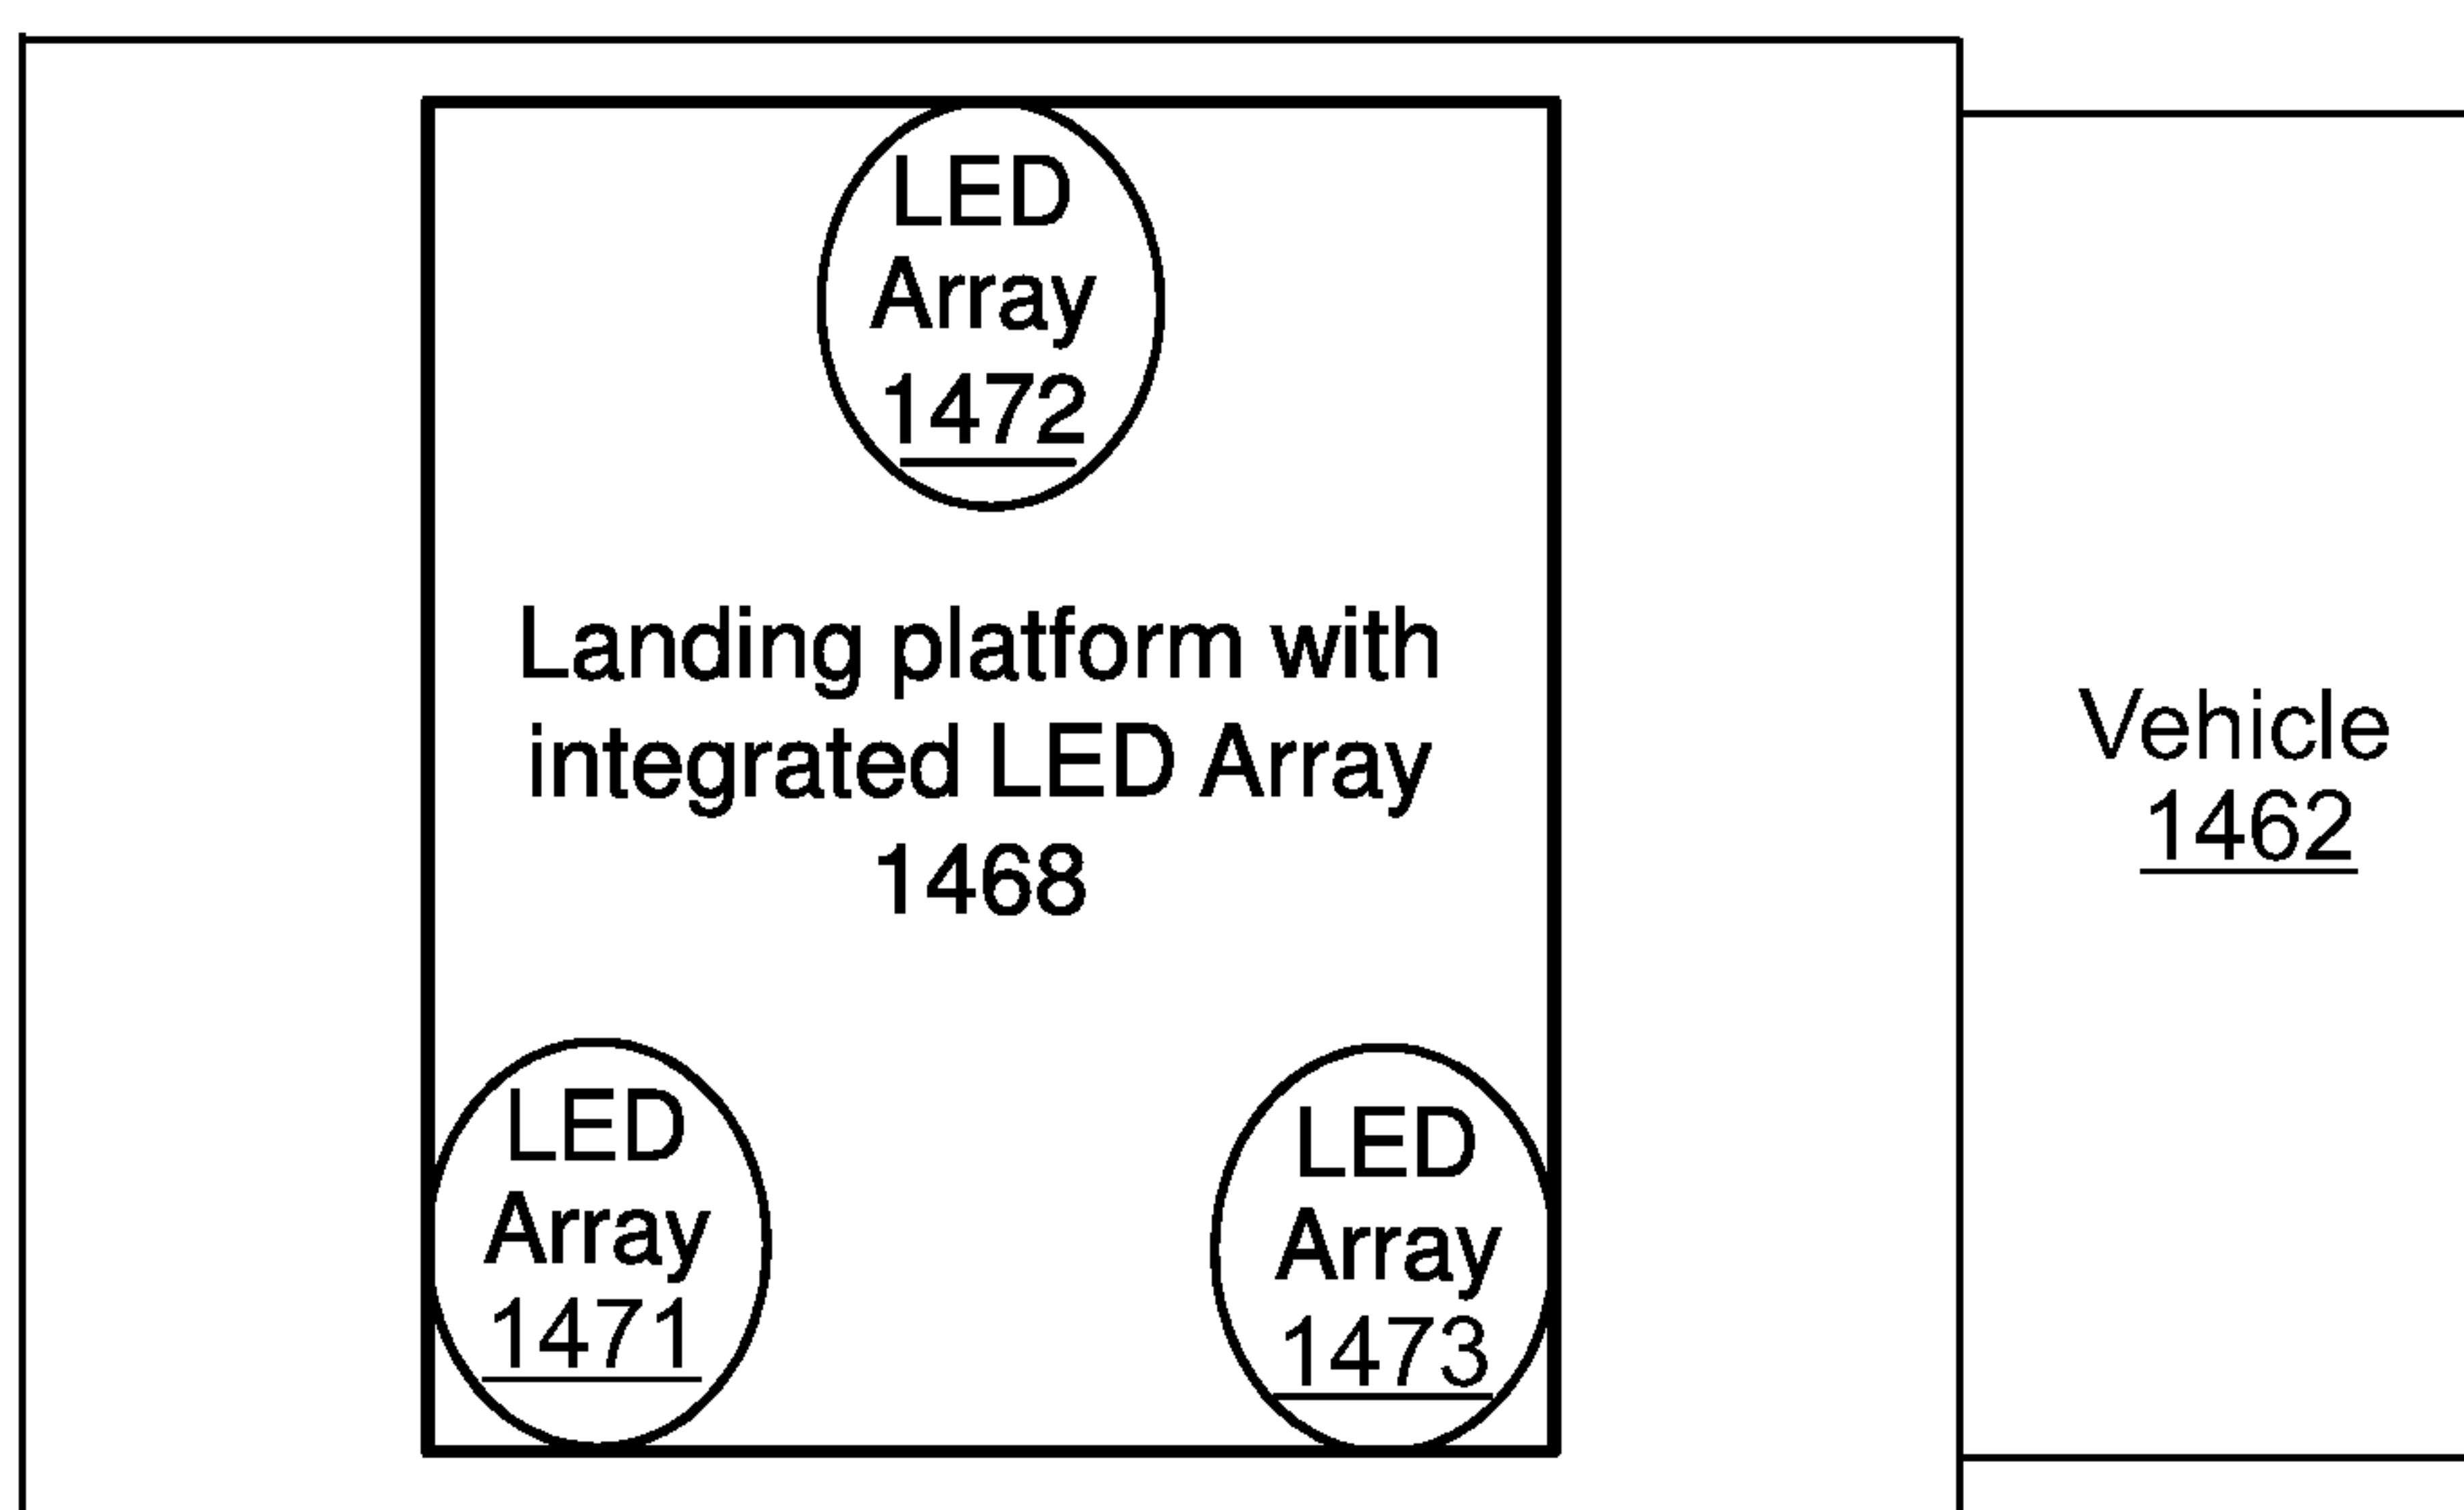 LED
Array
1472
Landing platform with
integrated LED Array
1468
Vehicle
1462
LED
Array
1471
LED
Array
1473